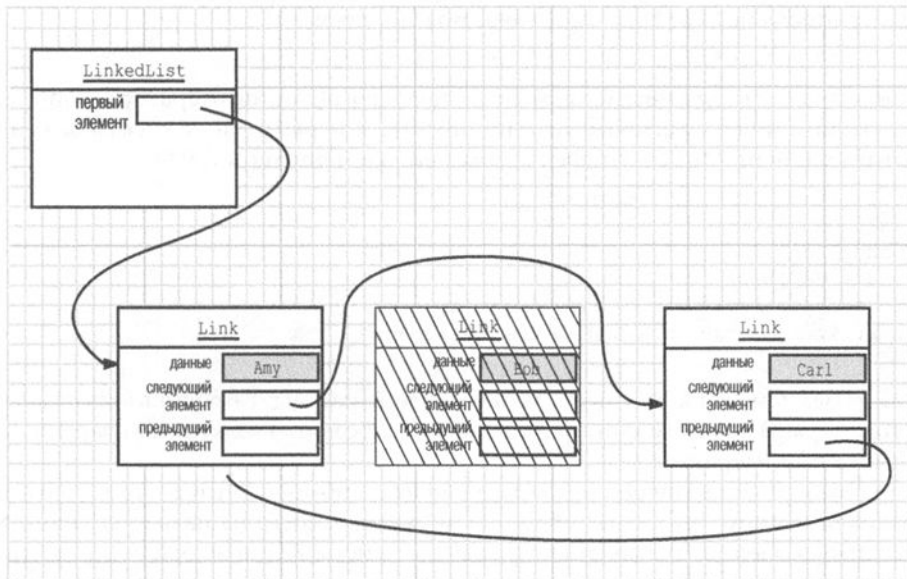 LinkedList
первый
элемент
Link
данные
Amy
следующий
элемент
предыдущий
элемент
Link
данные
Bob
следующий
элемент
предыдущий
элемент
Link
данные
Carl
следующий
элемент
предыдущий
элемент